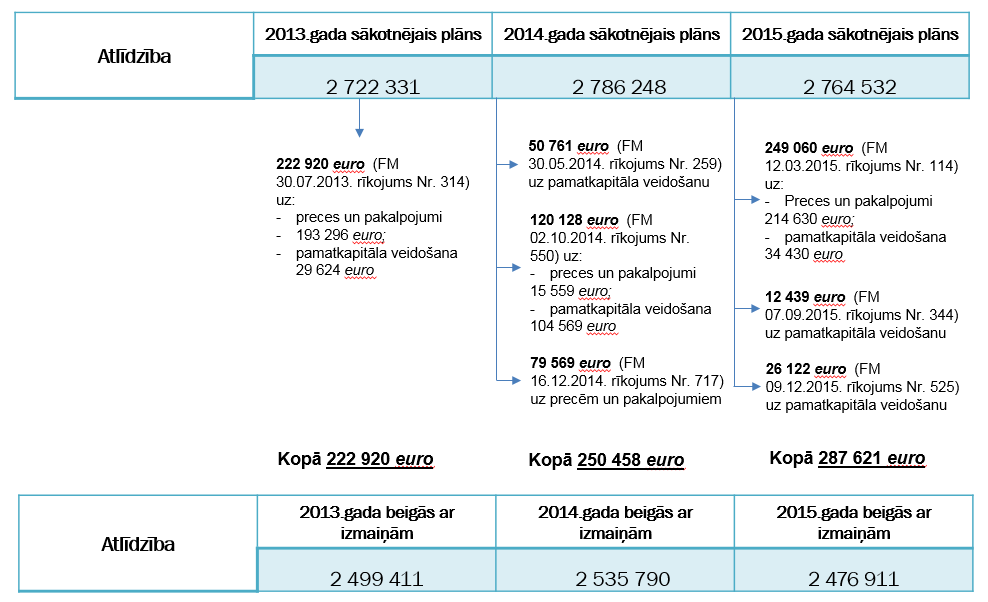 Atlīdzība
2013.gada sākotnējais plāns
2014.gada sākotnējais plāns
2015.gada sākotnējais plāns
2 722 331
2 786 248
2 764 532
222 920 euro (FM
30.07.2013. rīkojums Nr. 314)
uz:
- preces un pakalpojumi
- 193 296 euro;
- pamatkapitāla veidošana
29 624 euro
50 761 euro (FM
30.05.2014. rīkojums Nr. 259)
uz pamatkapitāla veidošanu
120 128 euro (FM
02.10.2014. rīkojums Nr.
550) uz:
- preces un pakalpojumi
15 559 euro;
- pamatkapitāla veidošana
104 569 euro
79 569 euro (FM
16.12.2014. rīkojums Nr. 717)
uz precēm un pakalpojumiem
249 060 euro (FM
12.03.2015. rīkojums Nr. 114)
uz:
- Preces un pakalpojumi
214 630 euro;
- pamatkapitāla veidošana
34 430 euro
12 439 euro (FM
07.09.2015. rīkojums Nr. 344)
uz pamatkapitāla veidošanu
26 122 euro (FM
09.12.2015. rīkojums Nr. 525)
uz pamatkapitāla veidošanu
Kopā 222 920 euro
Kopā 250 458 euro
Kopā 287 621 euro
Atlīdzība
2013.gada beigās ar
izmaiņām
2014.gada beigās ar
izmaiņām
2015.gada beigās ar
izmaiņām
2 499 411
2 535 790
2 476 911